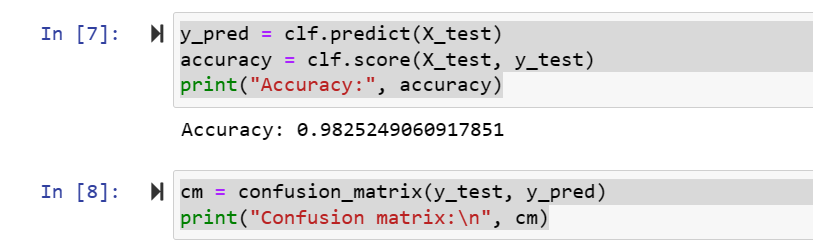 In [7]: y_pred = clf.predict(X_test)
accuracy = clf.score(X_test, y_test)
print("Accuracy:", accuracy)
Accuracy: 0.9825249060917851
In [8]: cm = confusion_matrix(y_test, y_pred)
print("Confusion matrix:\n", cm)